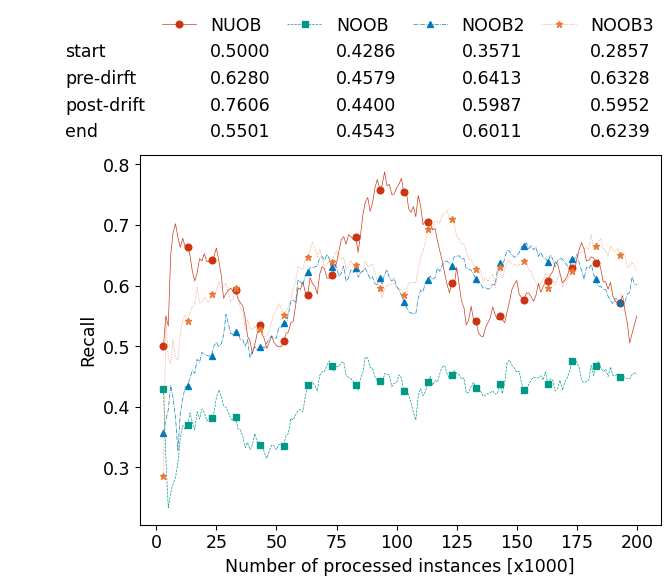 NUOB NOOB NOOB2 NOOB3
start 0.5000 0.4286 0.3571 0.2857
pre-dirft 0.6280 0.4579 0.6413 0.6328
post-drift 0.7606 0.4400 0.5987 0.5952
end 0.5501 0.4543 0.6011 0.6239
0.8
0.7
0.6
0.5
0.4
0.3
Recall
0 25 50 75 100 125 150 175 200
Number of processed instances [x1000]